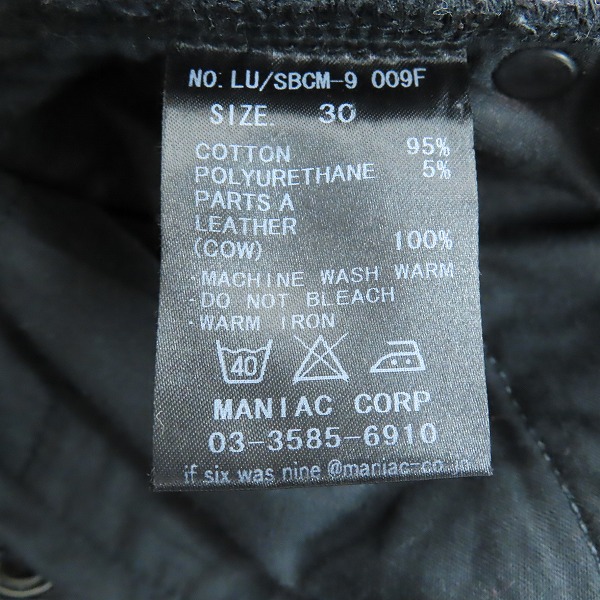 NO. LU/SBCM-9 009F
SIZE. 30
COTTON 95%
POLYURETHANE 5%
PARTS A
LEATHER
(COW) 100%
·MACHINE WASH WARM
·DO NOT BLEACH
·WARM IRON
40
MANIAC CORP
03-3585-6910
if six was nine @maniac-co.jp